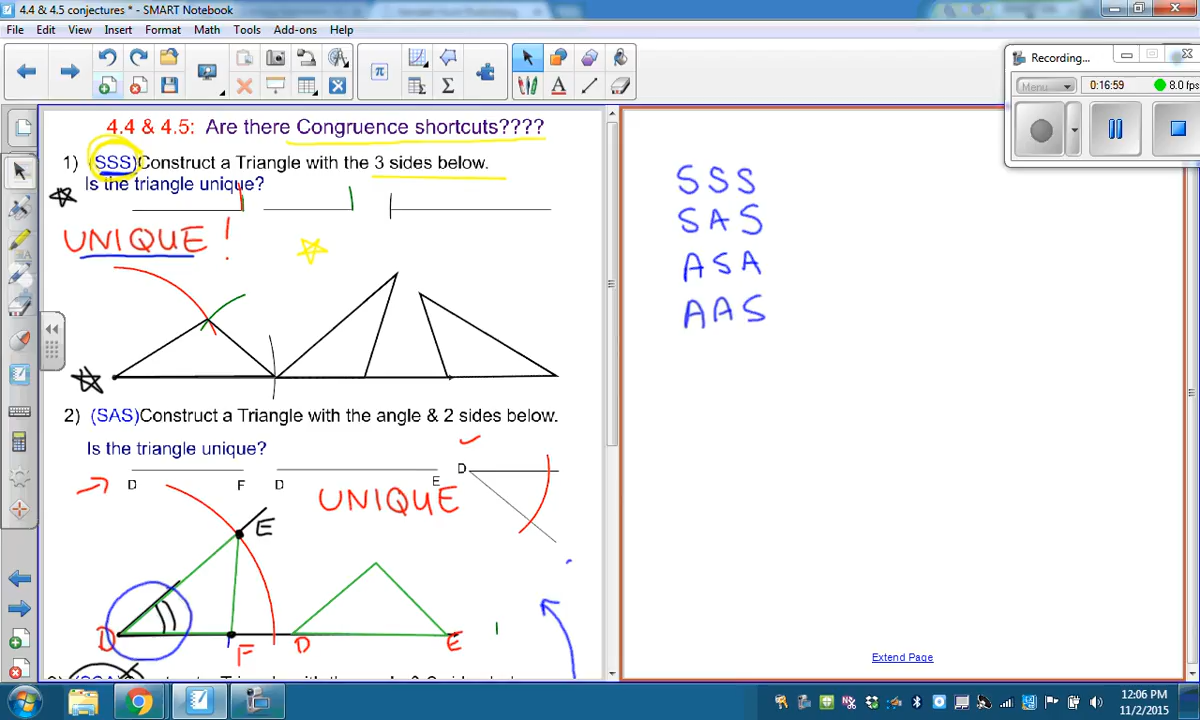 4.4 & 4.5 conjectures * - SMART Notebook
File Edit View Insert Format Math Tools Add-ons Help
Recording...
Menu 0:16:59 8.0 fps
4.4 & 4.5: Are there Congruence shortcuts????
1) (SSS)Construct a Triangle with the 3 sides below.
Is the triangle unique?
UNIQUE!
2) (SAS)Construct a Triangle with the angle & 2 sides below.
Is the triangle unique?
D F D E D
UNIQUE
E
D F D E
SSS
SAS
ASA
AAS
Extend Page
12:06 PM
11/2/2015